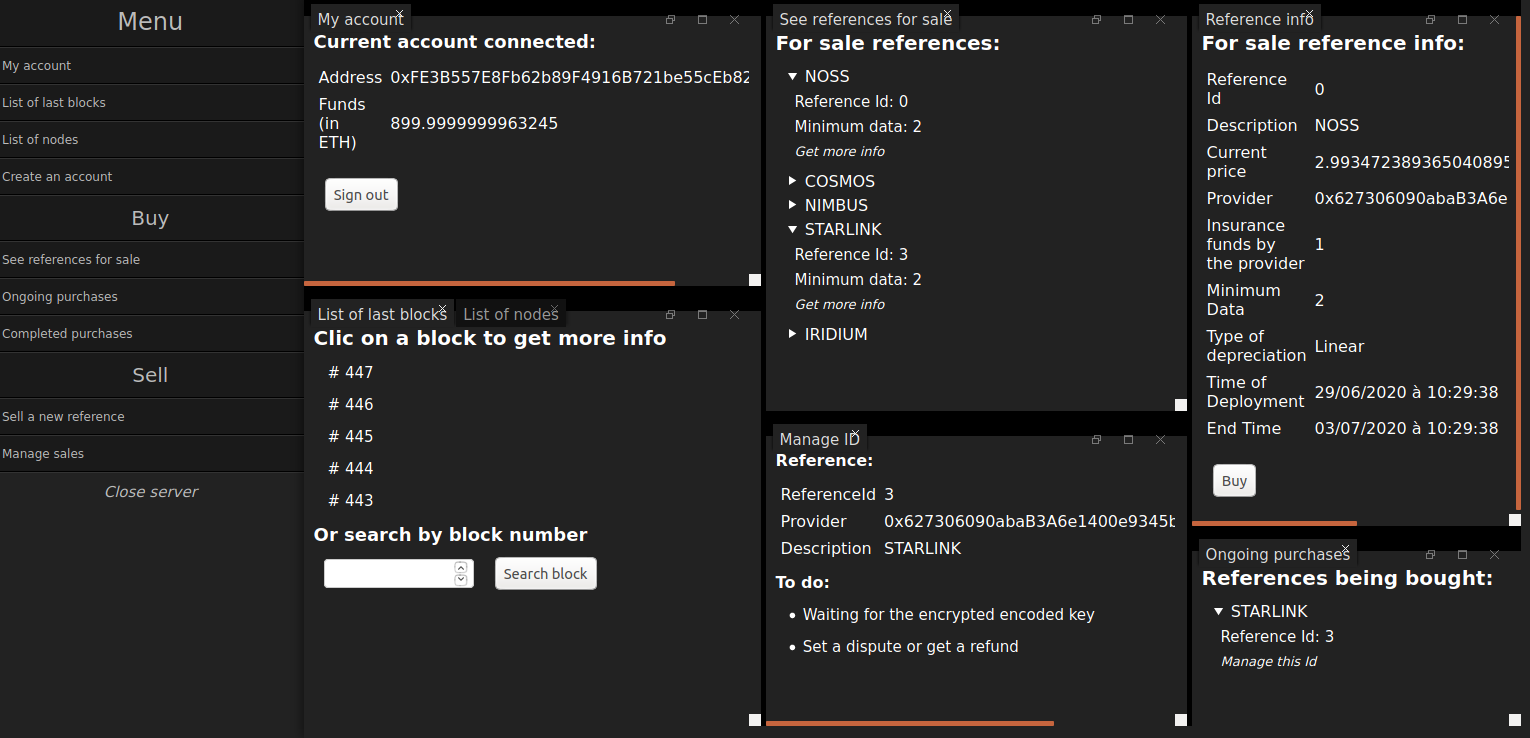 Menu
My account
List of last blocks
List of nodes
Create an account
Buy
See references for sale
Ongoing purchases
Completed purchases
Sell
Sell a new reference
Manage sales
Close server
My account
Current account connected:
Address 0xFE3B557E8Fb62b89F4916B721be55cEb82
Funds
(in
ETH)
899.9999999963245
Sign out
List of last blocks
List of nodes
Clic on a block to get more info
# 447
# 446
# 445
# 444
# 443
Or search by block number
Search block
See references for sale
For sale references:
NOSS
Reference Id: 0
Minimum data: 2
Get more info
COSMOS
NIMBUS
STARLINK
Reference Id: 3
Minimum data: 2
Get more info
IRIDIUM
Manage ID
Reference:
ReferenceId 3
Provider 0x627306090abaB3A6e1400e9345b
Description STARLINK
To do:
• Waiting for the encrypted encoded key
• Set a dispute or get a refund
Reference info
For sale reference info:
Reference
Id
0
Description NOSS
Current
price
2.993472389365040895
Provider 0x627306090abaB3A6e
Insurance
funds by
the provider
1
Minimum
Data
2
Type of
depreciation
Linear
Time of
Deployment
29/06/2020 à 10:29:38
End Time 03/07/2020 à 10:29:38
Buy
Ongoing purchases
References being bought:
STARLINK
Reference Id: 3
Manage this Id